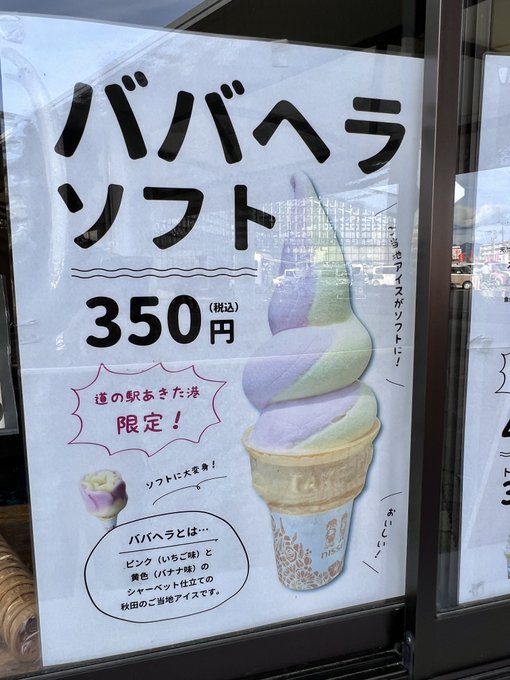 ババヘラ
ソフト
350円
(税込)
ご当地アイスがソフトに!
道の駅あきた港
限定!
ソフトに大変身!
ババヘラとは…
ピンク(いちご味)と
黄色(バナナ味)の
シャーベット仕立ての
秋田のご当地アイスです。
おいしい!
TAKE
nissi